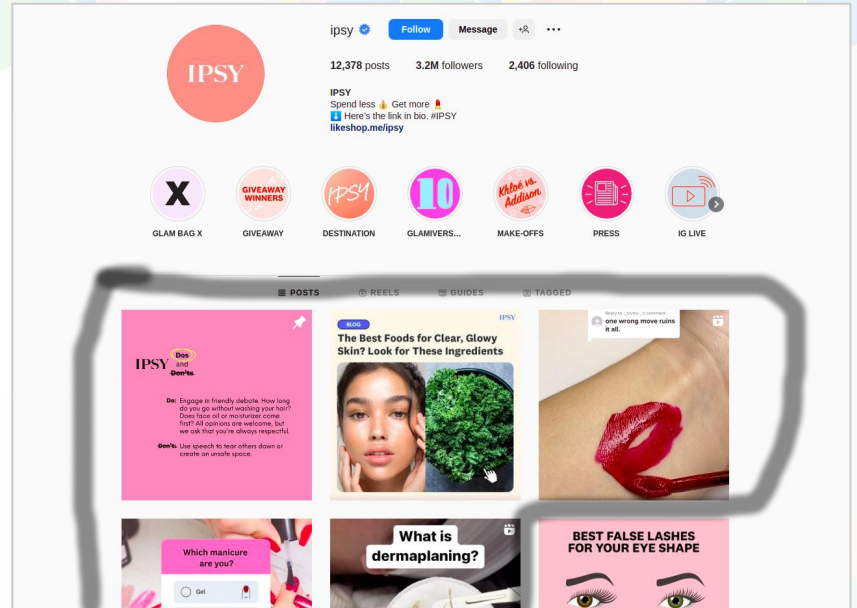 IPSY
ipsy
Follow
Message
12,378 posts 3.2M followers 2,406 following
IPSY
Spend less 💰 Get more 💄
⬇️ Here's the link in bio. #IPSY
likeshop.me/ipsy
X
GIVEAWAY
WINNERS
IPSY
10
Khloé vs.
Addison
GLAM BAG X
GIVEAWAY
DESTINATION
GLAMIVERS...
MAKE-OFFS
PRESS
IG LIVE
POSTS
REELS
GUIDES
TAGGED
IPSY Dos
and
Don'ts
Do: Engage in friendly debate. How long
do you go without washing your hair?
Does face oil or moisturizer come
first? All opinions are welcome, but
we ask that you're always respectful.
Don'ts: Use speech to tear others down or
create an unsafe space.
IPSY
BLOG
The Best Foods for Clear, Glowy
Skin? Look for These Ingredients
one wrong move ruins
it all.
Which manicure
are you?
Gel
What is
dermaplaning?
BEST FALSE LASHES
FOR YOUR EYE SHAPE